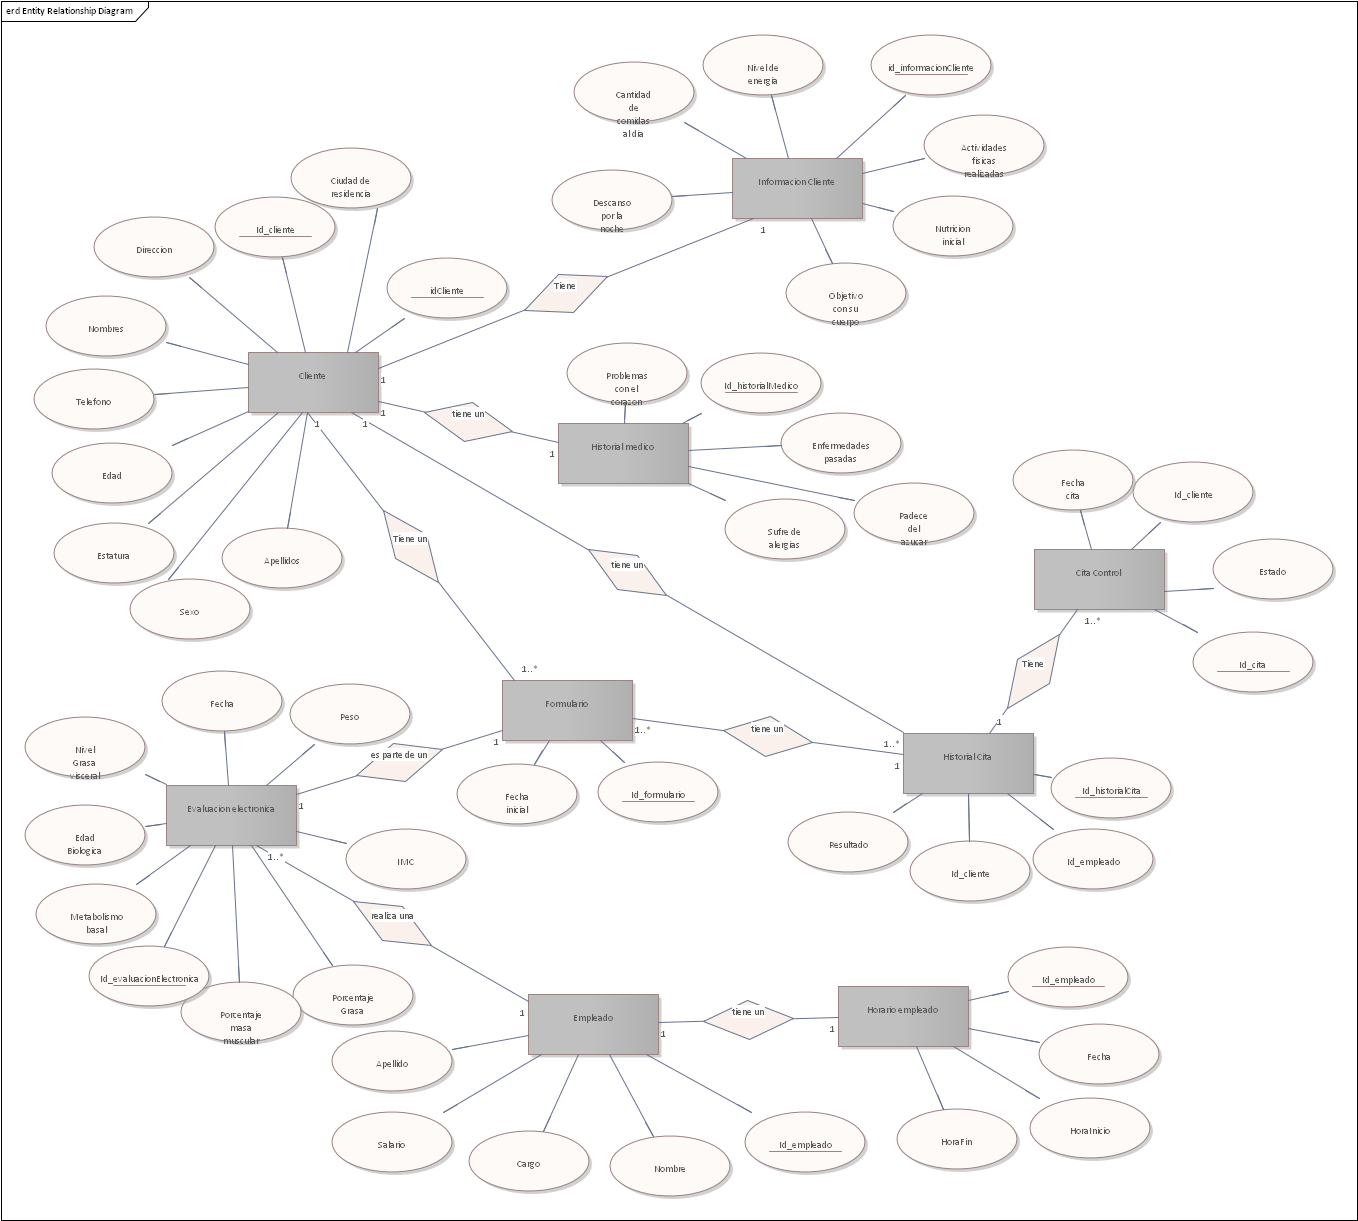 erd Entity Relationship Diagram
Nivel de
energia
id_informacionCliente
Cantidad
de
comidas
al dia
Actividades
fisicas
realizadas
Informacion Cliente
Descanso
por la
noche
Nutricion
inicial
1
Objetivo
con su
cuerpo
Tiene
Ciudad de
residencia
Id_cliente
Direccion
idCliente
Nombres
Cliente
1
1
1
1
Telefono
Edad
Estatura
Apellidos
Sexo
tiene un
Problemas
con el
corazon
Id_historialMedico
Historial medico
1
Enfermedades
pasadas
Padece
del
azucar
Sufre de
alergias
Fecha
cita
Id_cliente
Cita Control
Estado
1..*
Id_cita
Tiene
1
Tiene un
tiene un
1..*
Formulario
1..*
1
tiene un
1..*
1
Historial Cita
Fecha
inicial
Id_formulario
Id_historialCita
Resultado
Id_cliente
Id_empleado
Fecha
Peso
Nivel
Grasa
visceral
es parte de un
Evaluacion electronica
1
1..*
Edad
Biologica
IMC
Metabolismo
basal
Id_evaluacionElectronica
Porcentaje
masa
muscular
Porcentaje
Grasa
realiza una
1
Empleado
1
tiene un
1
Horario empleado
Id_empleado
Fecha
HoraInicio
HoraFin
Apellido
Salario
Cargo
Nombre
Id_empleado